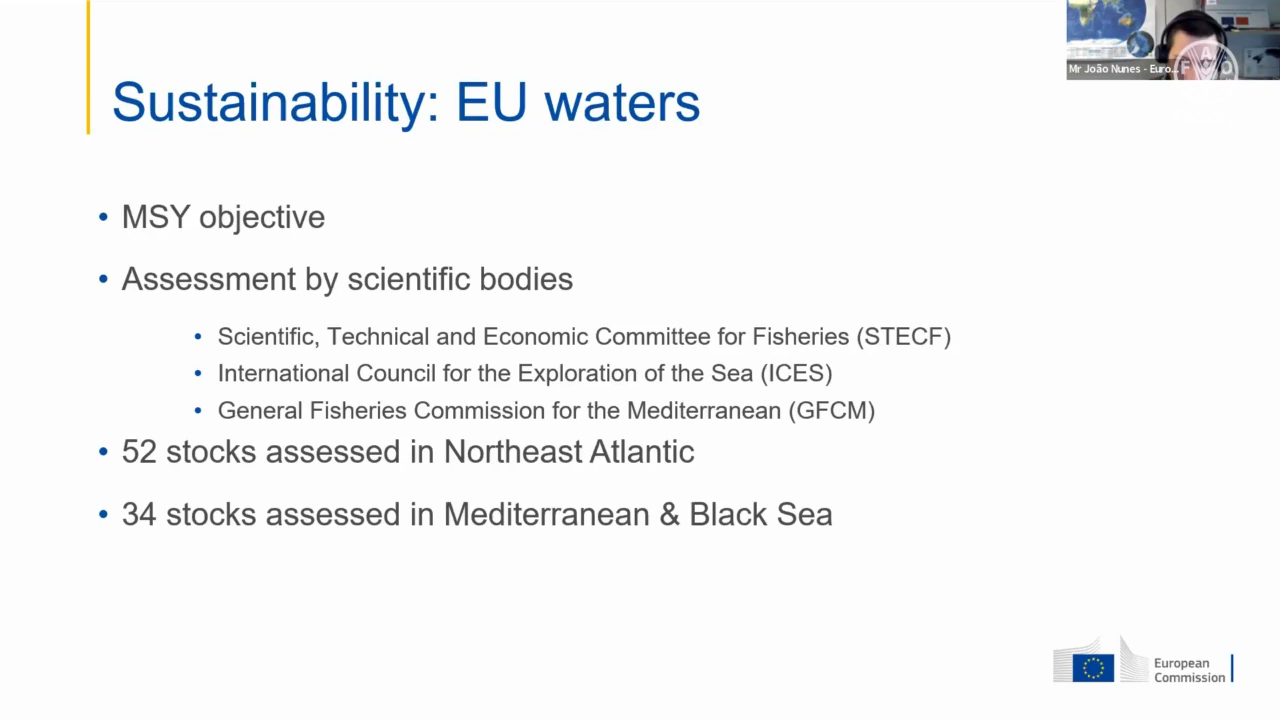 Mr João Nunes - Euro...
FAO
Sustainability: EU waters
• MSY objective
• Assessment by scientific bodies
• Scientific, Technical and Economic Committee for Fisheries (STECF)
• International Council for the Exploration of the Sea (ICES)
• General Fisheries Commission for the Mediterranean (GFCM)
• 52 stocks assessed in Northeast Atlantic
• 34 stocks assessed in Mediterranean & Black Sea
European
Commission